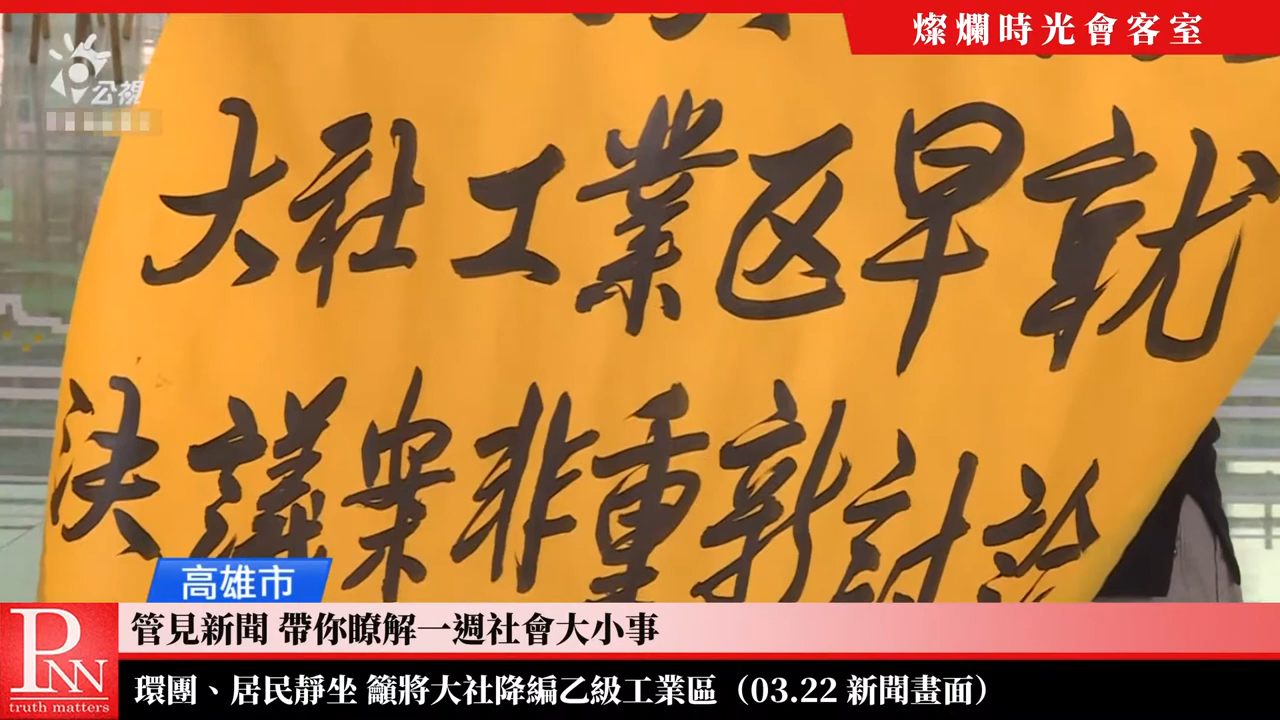 燦爛時光會客室
公視
大社工業区早就
決議案非重新討論
高雄市
管見新聞 帶你瞭解一週社會大小事
PNN
truth matters
環團、居民靜坐 籲將大社降編乙級工業區（03.22 新聞畫面）